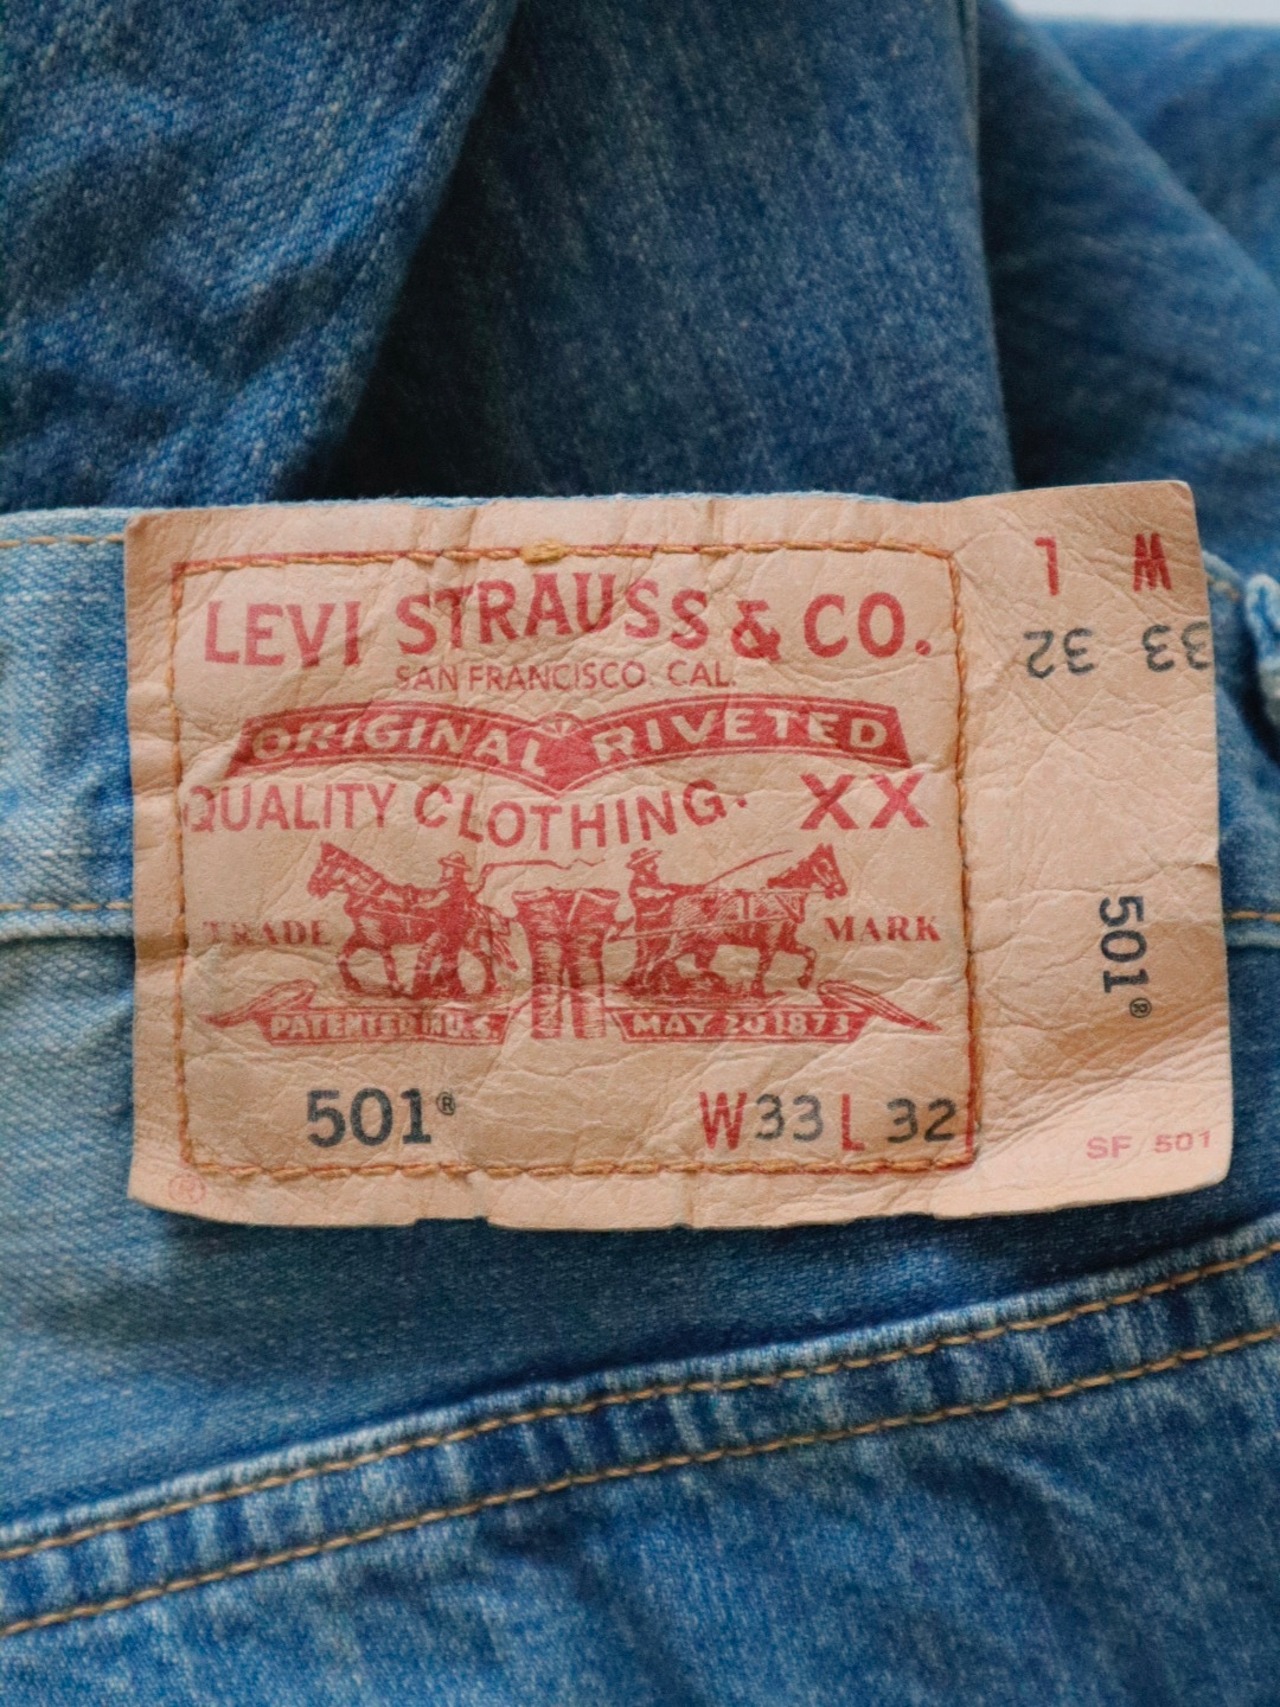 LEVI STRAUSS & CO.
SAN FRANCISCO. CAL.
ORIGINAL RIVETED
QUALITY CLOTHING. XX
TRADE MARK
PATENTED IN U.S. MAY 20 1873
501® W33 L 32
®
W L
33 32
501®
SF 501